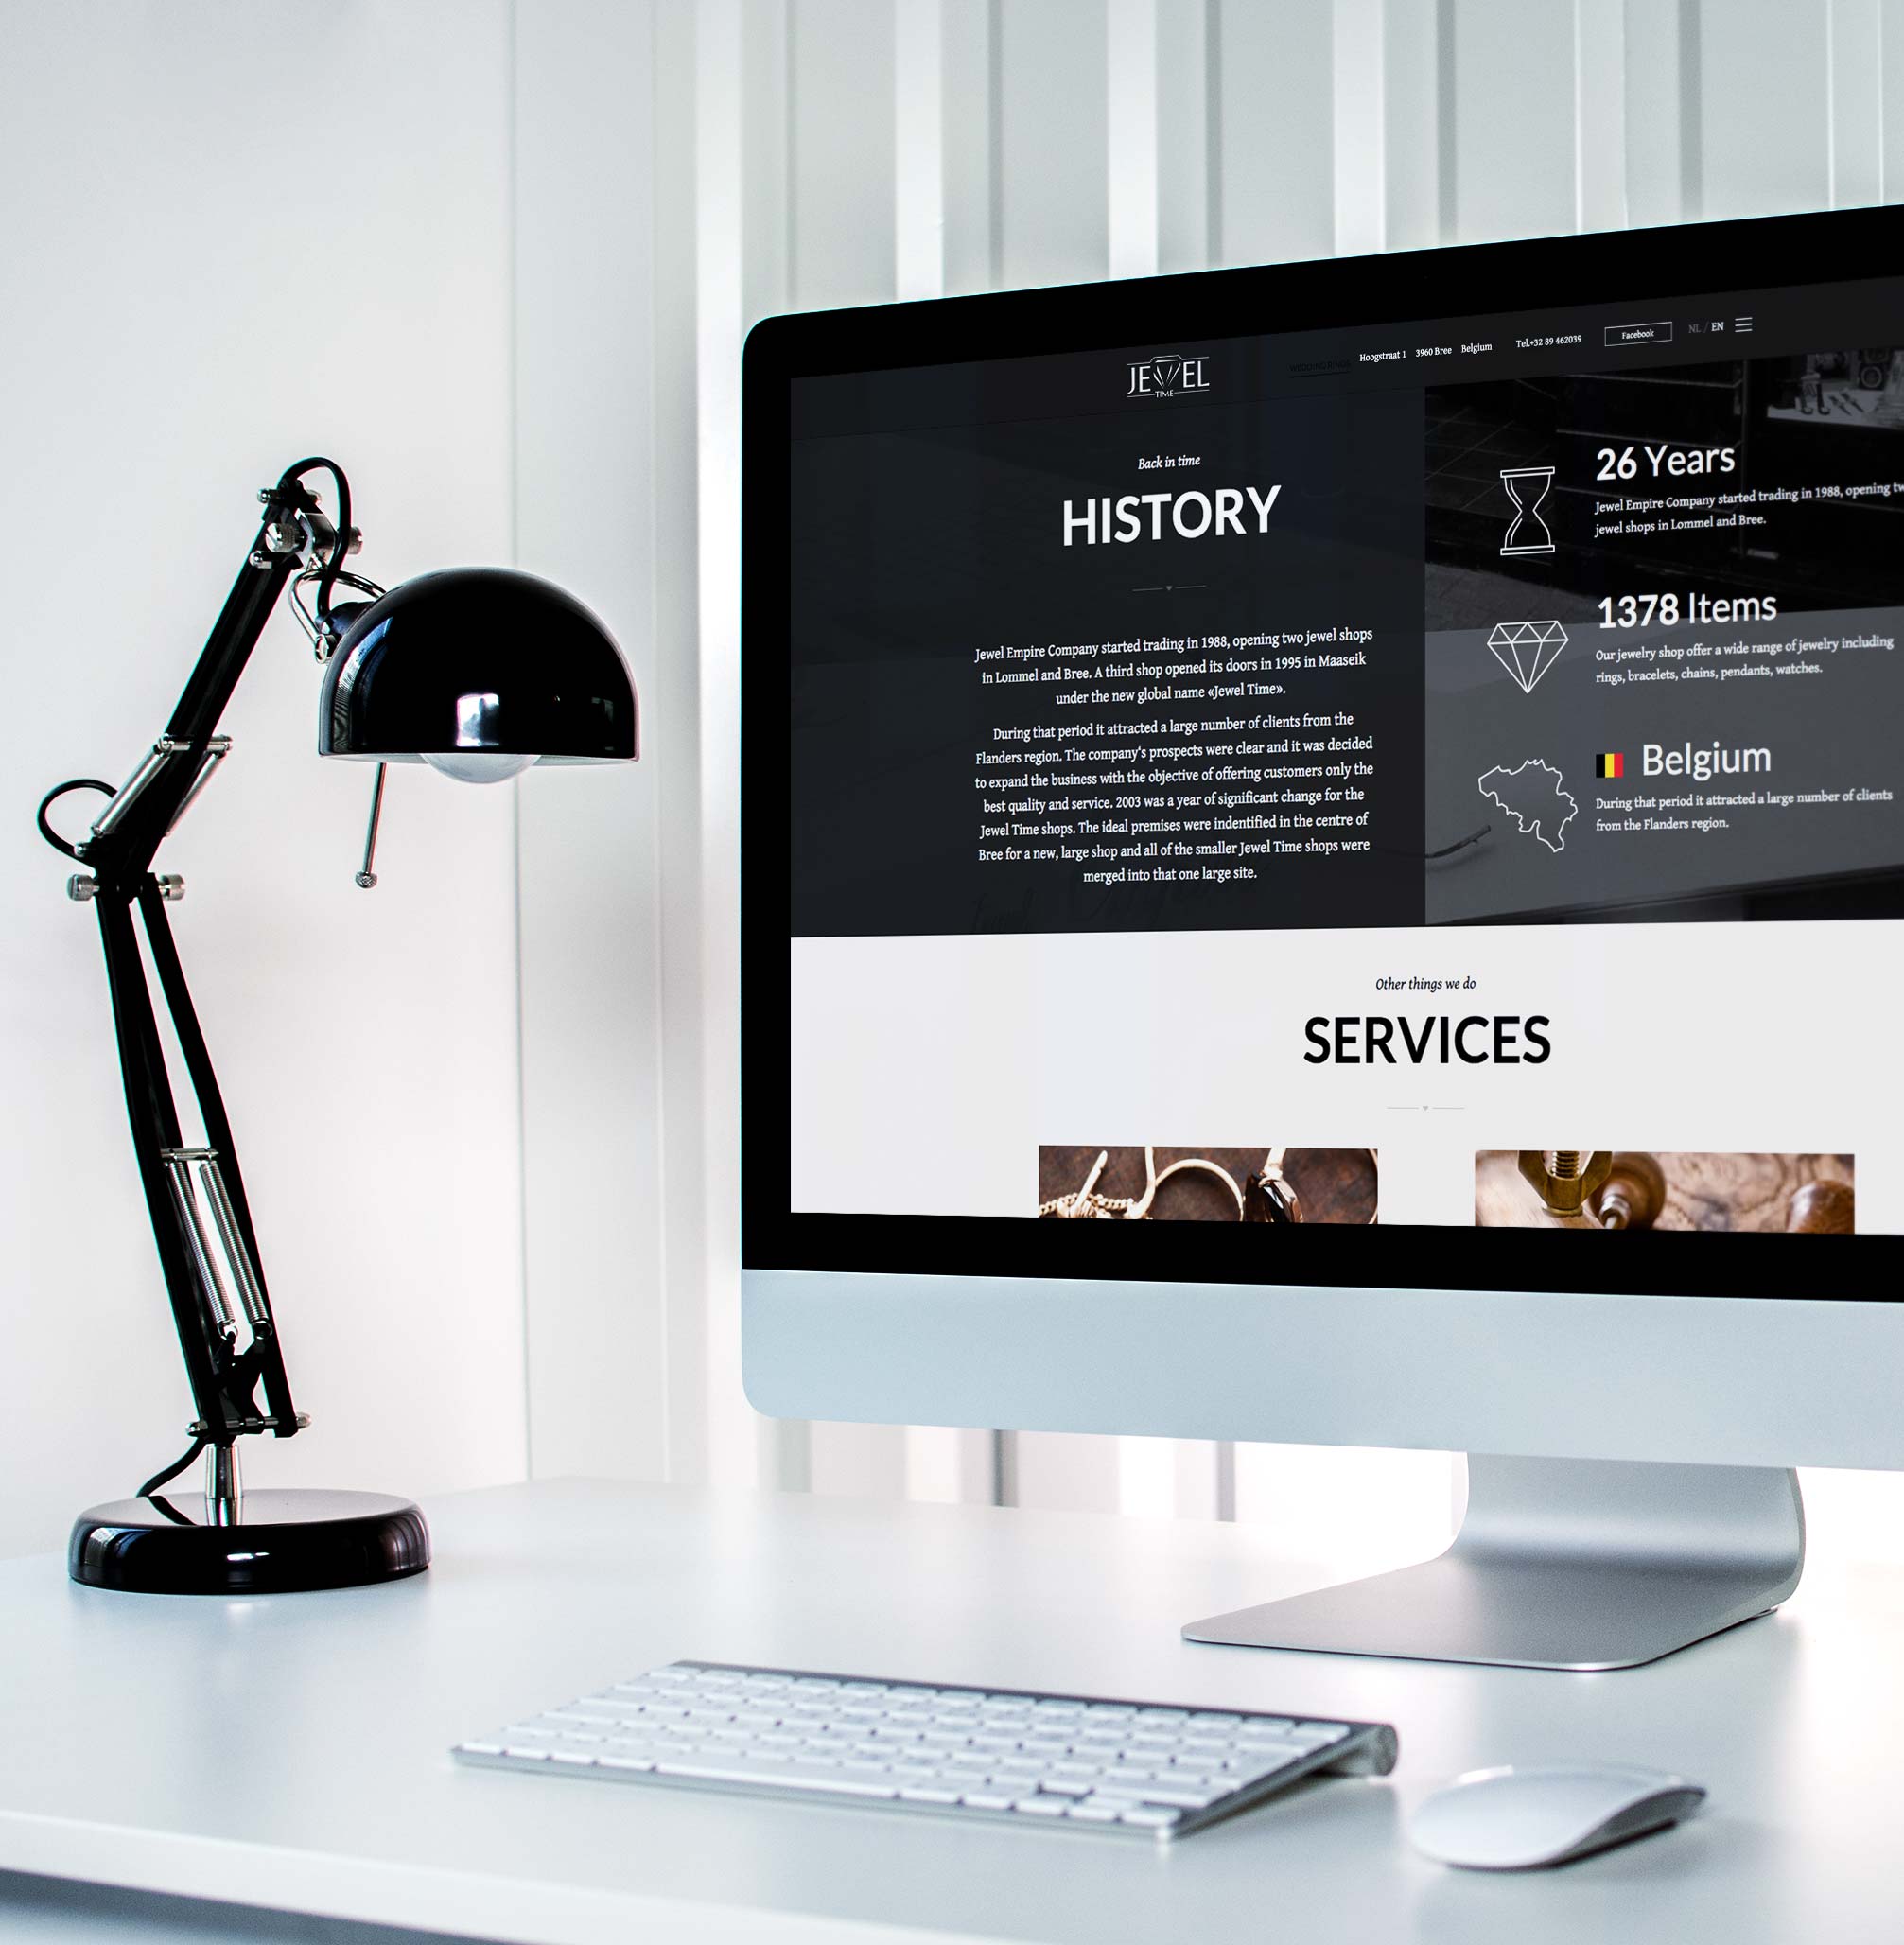 JEWEL
TIME
WEDDING RINGS
Hoogstraat 1 3960 Bree Belgium
Tel.+32 89 462039
Facebook
NL / EN
Back in time
HISTORY
Jewel Empire Company started trading in 1988, opening two jewel shops
in Lommel and Bree. A third shop opened its doors in 1995 in Maaseik
under the new global name «Jewel Time».
During that period it attracted a large number of clients from the
Flanders region. The company's prospects were clear and it was decided
to expand the business with the objective of offering customers only the
best quality and service. 2003 was a year of significant change for the
Jewel Time shops. The ideal premises were indentified in the centre of
Bree for a new, large shop and all of the smaller Jewel Time shops were
merged into that one large site.
26 Years
Jewel Empire Company started trading in 1988, opening tw
jewel shops in Lommel and Bree.
1378 Items
Our jewelry shop offer a wide range of jewelry including
rings, bracelets, chains, pendants, watches.
Belgium
During that period it attracted a large number of clients
from the Flanders region.
Other things we do
SERVICES